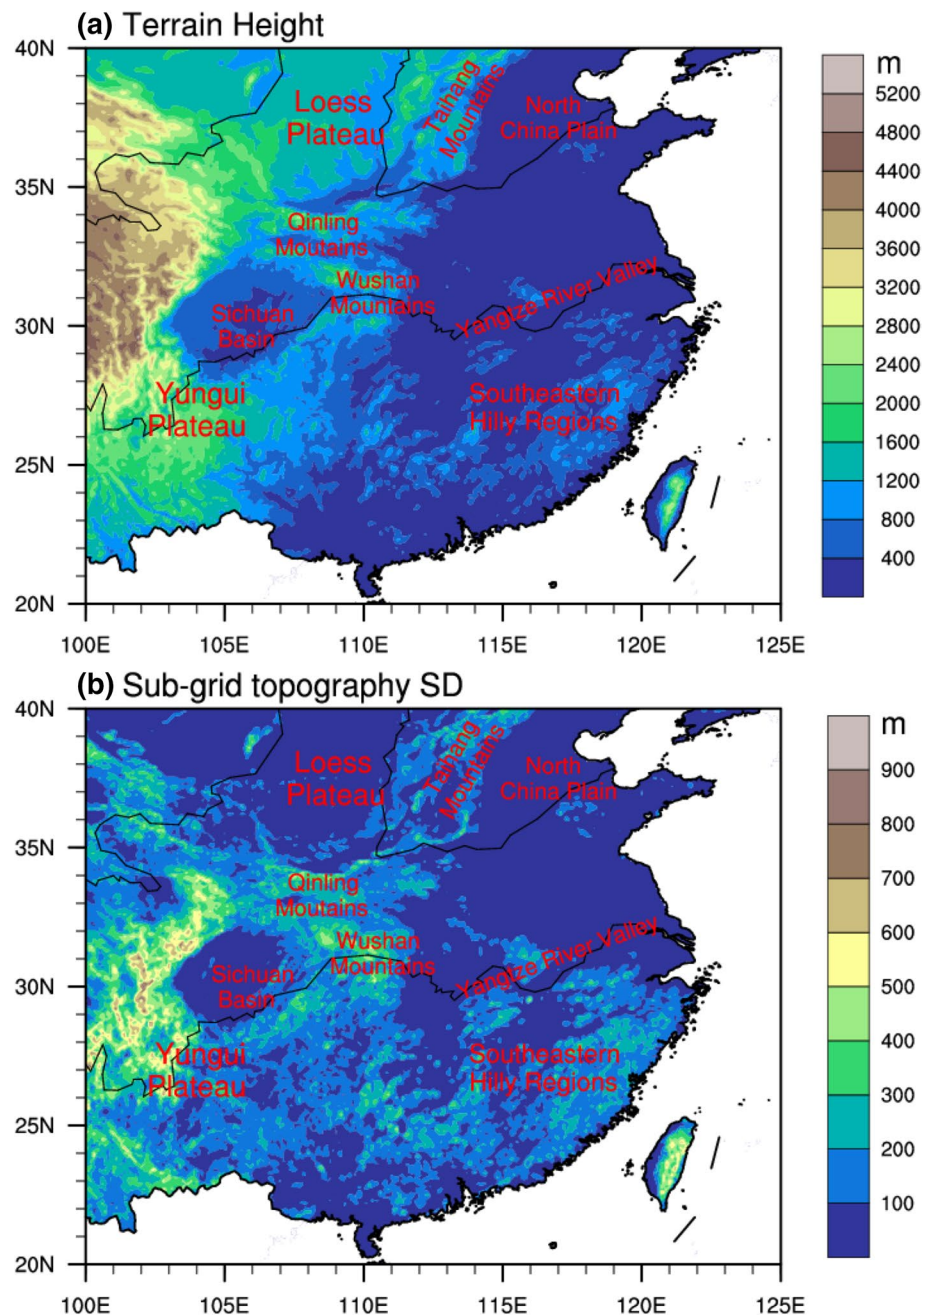 (a) Terrain Height
40N
35N
30N
25N
20N
100E 105E 110E 115E 120E 125E
Loess
Plateau
Taihang
Mountains
North
China Plain
Qinling
Moutains
Wushan
Mountains
Sichuan
Basin
Yangtze River Valley
Yungui
Plateau
Southeastern
Hilly Regions
m
5200
4800
4400
4000
3600
3200
2800
2400
2000
1600
1200
800
400
(b) Sub-grid topography SD
40N
35N
30N
25N
20N
100E 105E 110E 115E 120E 125E
Loess
Plateau
Taihang
Mountains
North
China Plain
Qinling
Moutains
Wushan
Mountains
Sichuan
Basin
Yangtze River Valley
Yungui
Plateau
Southeastern
Hilly Regions
m
900
800
700
600
500
400
300
200
100